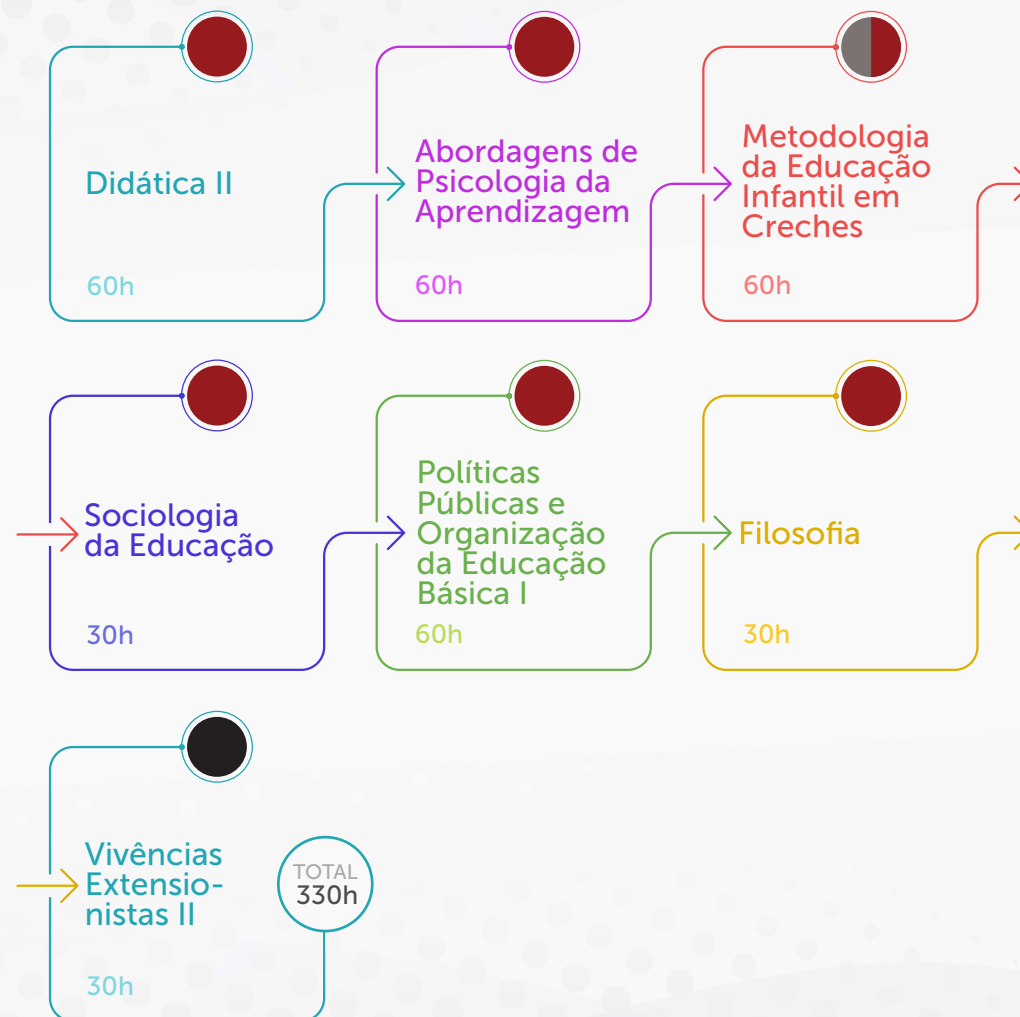 Didática II
60h
Abordagens de
Psicologia da
Aprendizagem
60h
Metodologia
da Educação
Infantil em
Creches
60h
Sociologia
da Educação
30h
Políticas
Públicas e
Organização
da Educação
Básica I
60h
Filosofia
30h
Vivências
Extensio-
nistas II
30h
TOTAL
330h